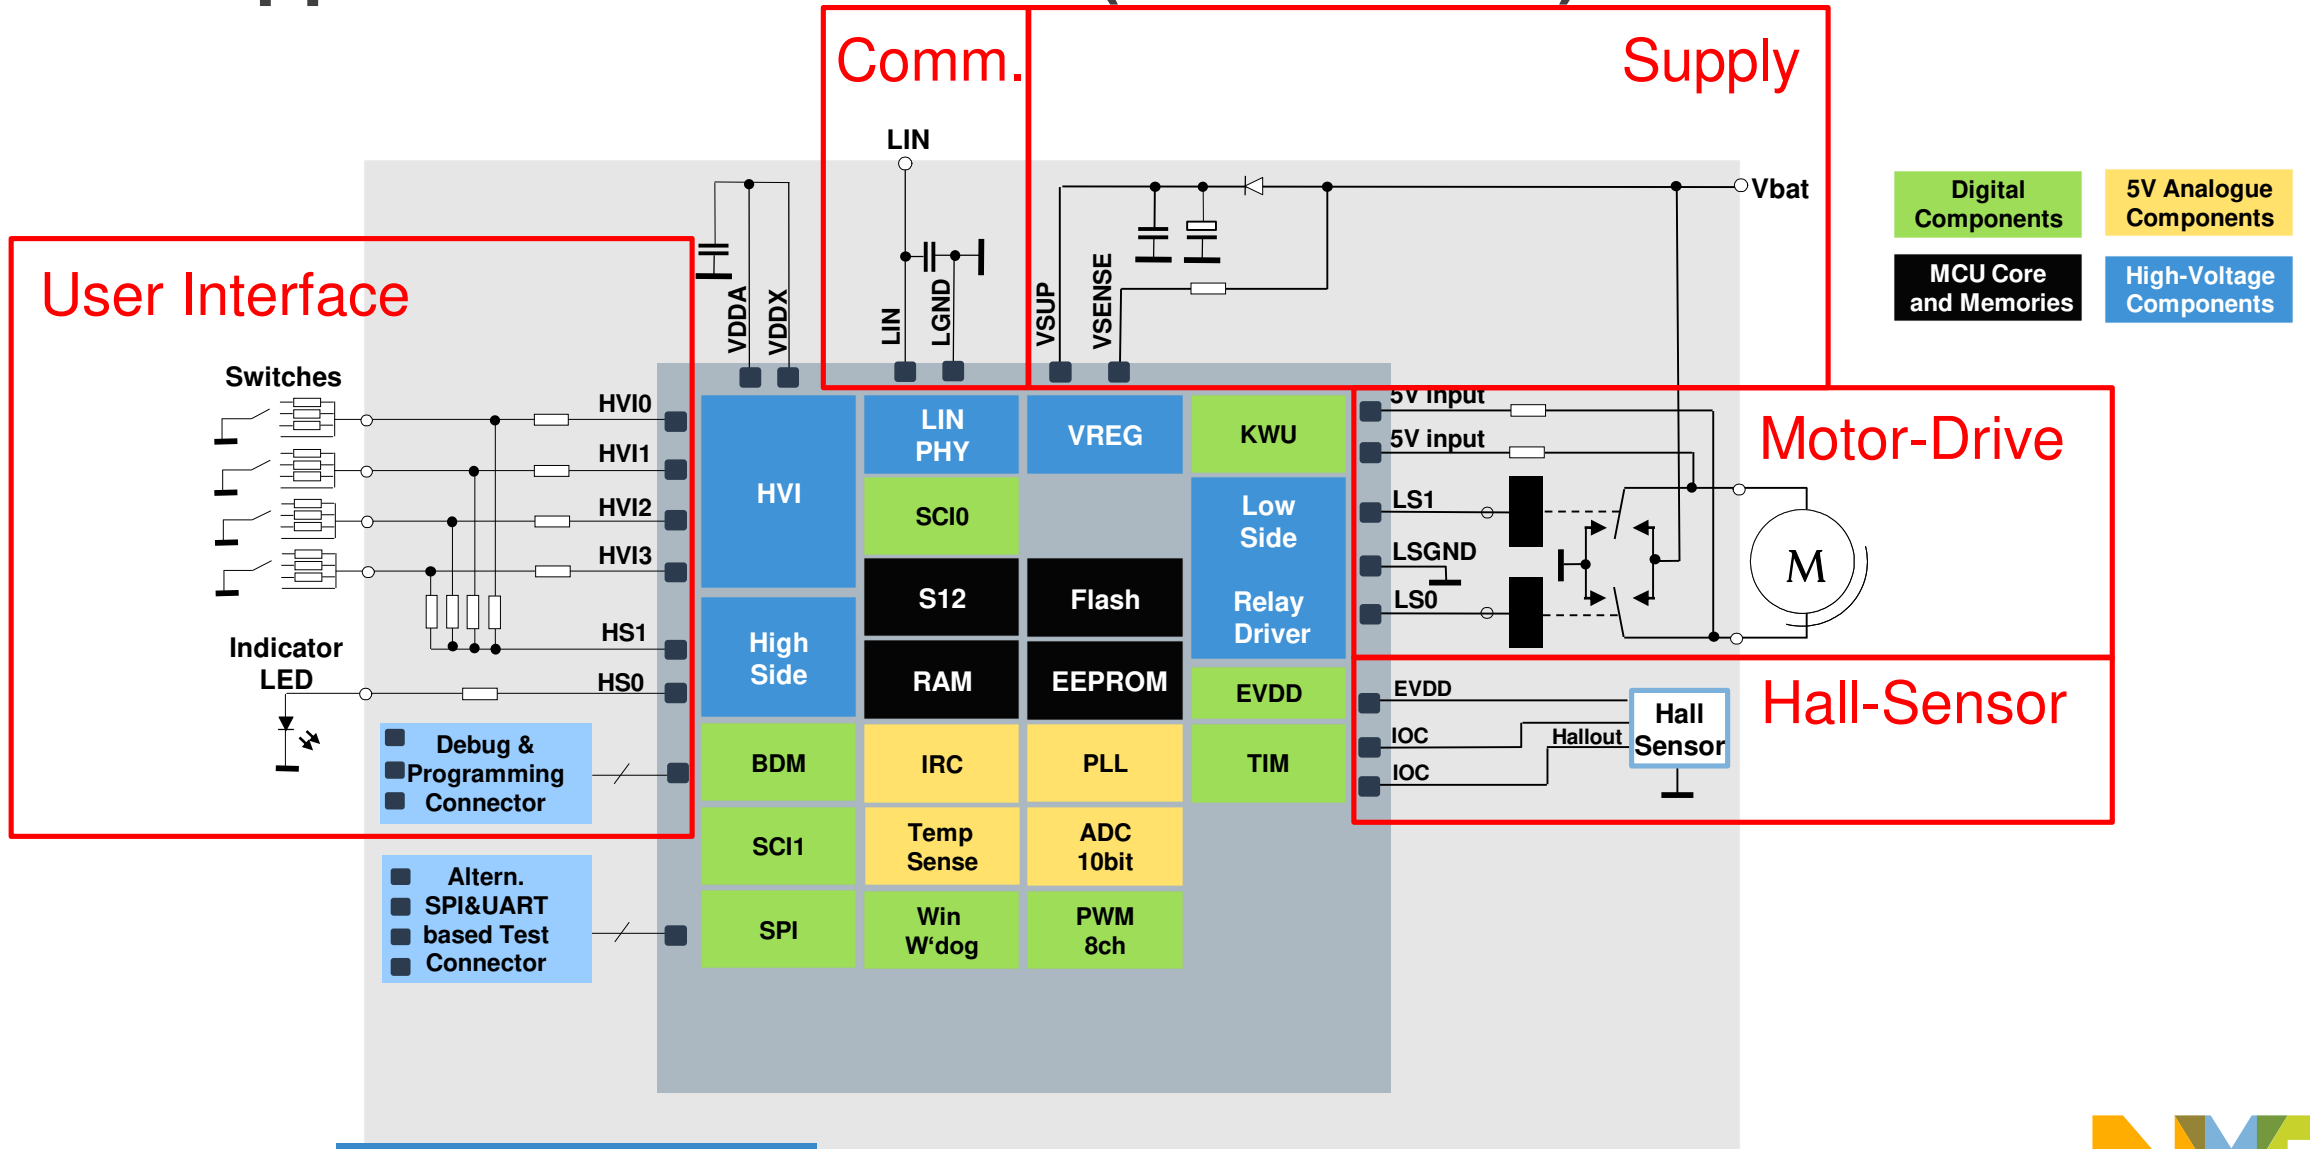 Comm.
Supply
LIN
Vbat
Digital
Components
5V Analogue
Components
MCU Core
and Memories
High-Voltage
Components
User Interface
VDDA
VDDX
LIN
LGND
VSUP
VSENSE
Switches
HVI0
HVI1
HVI2
HVI3
HS1
HS0
Indicator
LED
Debug &
Programming
Connector
Altern.
SPI&UART
based Test
Connector
HVI
LIN
PHY
VREG
KWU
SCI0
Low
Side
Relay
Driver
S12
Flash
High
Side
RAM
EEPROM
EVDD
BDM
IRC
PLL
TIM
SCI1
Temp
Sense
ADC
10bit
SPI
Win
W‘dog
PWM
8ch
5V input
5V input
LS1
LSGND
LS0
Motor-Drive
M
EVDD
IOC
IOC
Hallout
Hall
Sensor
Hall-Sensor